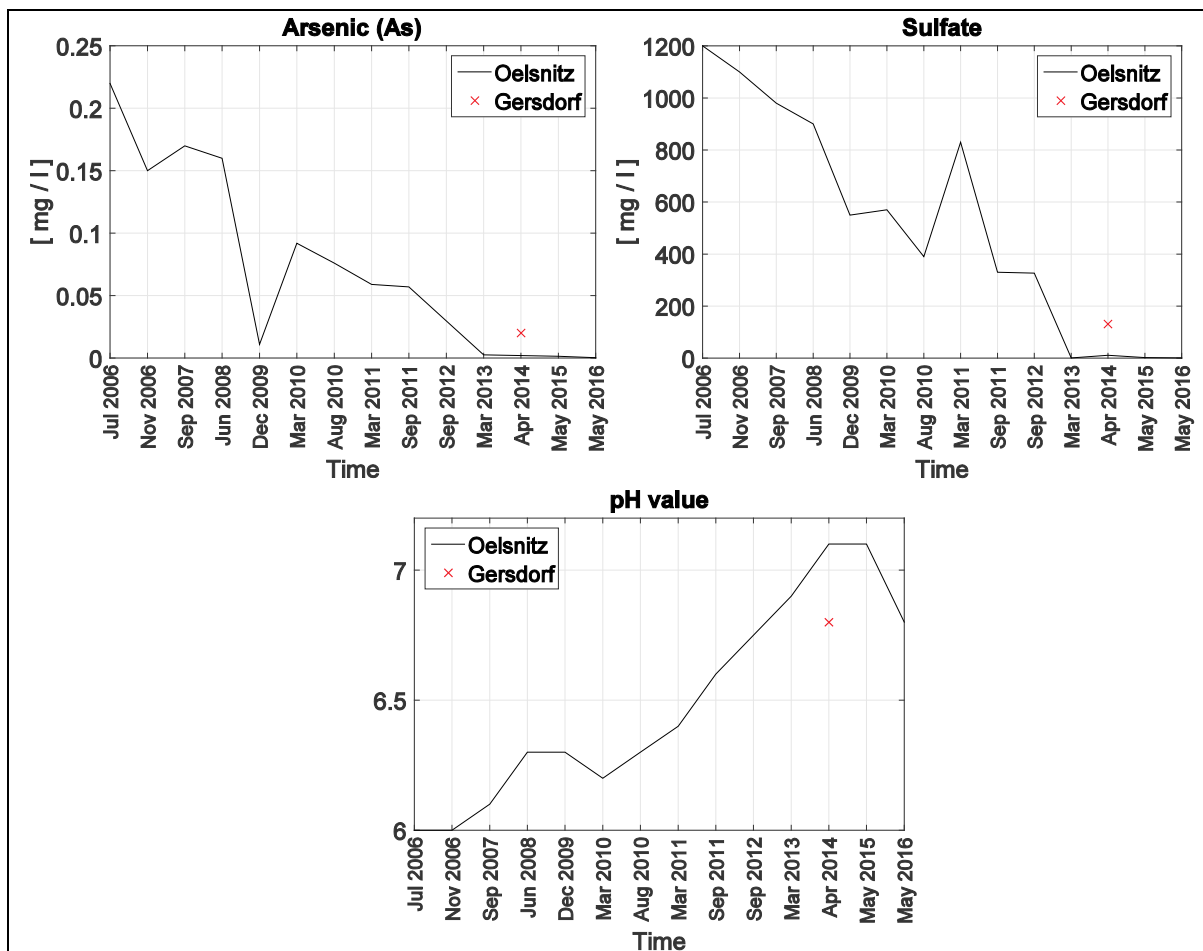 Arsenic (As)
0.25
0.2
0.15
0.1
0.05
0
[ mg / l ]
Oelsnitz
Gersdorf
Jul 2006
Nov 2006
Sep 2007
Jun 2008
Dec 2009
Mar 2010
Aug 2010
Mar 2011
Sep 2011
Sep 2012
Mar 2013
Apr 2014
May 2015
May 2016
Time
Sulfate
1200
1000
800
600
400
200
0
[ mg / l ]
Oelsnitz
Gersdorf
Jul 2006
Nov 2006
Sep 2007
Jun 2008
Dec 2009
Mar 2010
Aug 2010
Mar 2011
Sep 2011
Sep 2012
Mar 2013
Apr 2014
May 2015
May 2016
Time
pH value
7
6.5
6
Oelsnitz
Gersdorf
Jul 2006
Nov 2006
Sep 2007
Jun 2008
Dec 2009
Mar 2010
Aug 2010
Mar 2011
Sep 2011
Sep 2012
Mar 2013
Apr 2014
May 2015
May 2016
Time